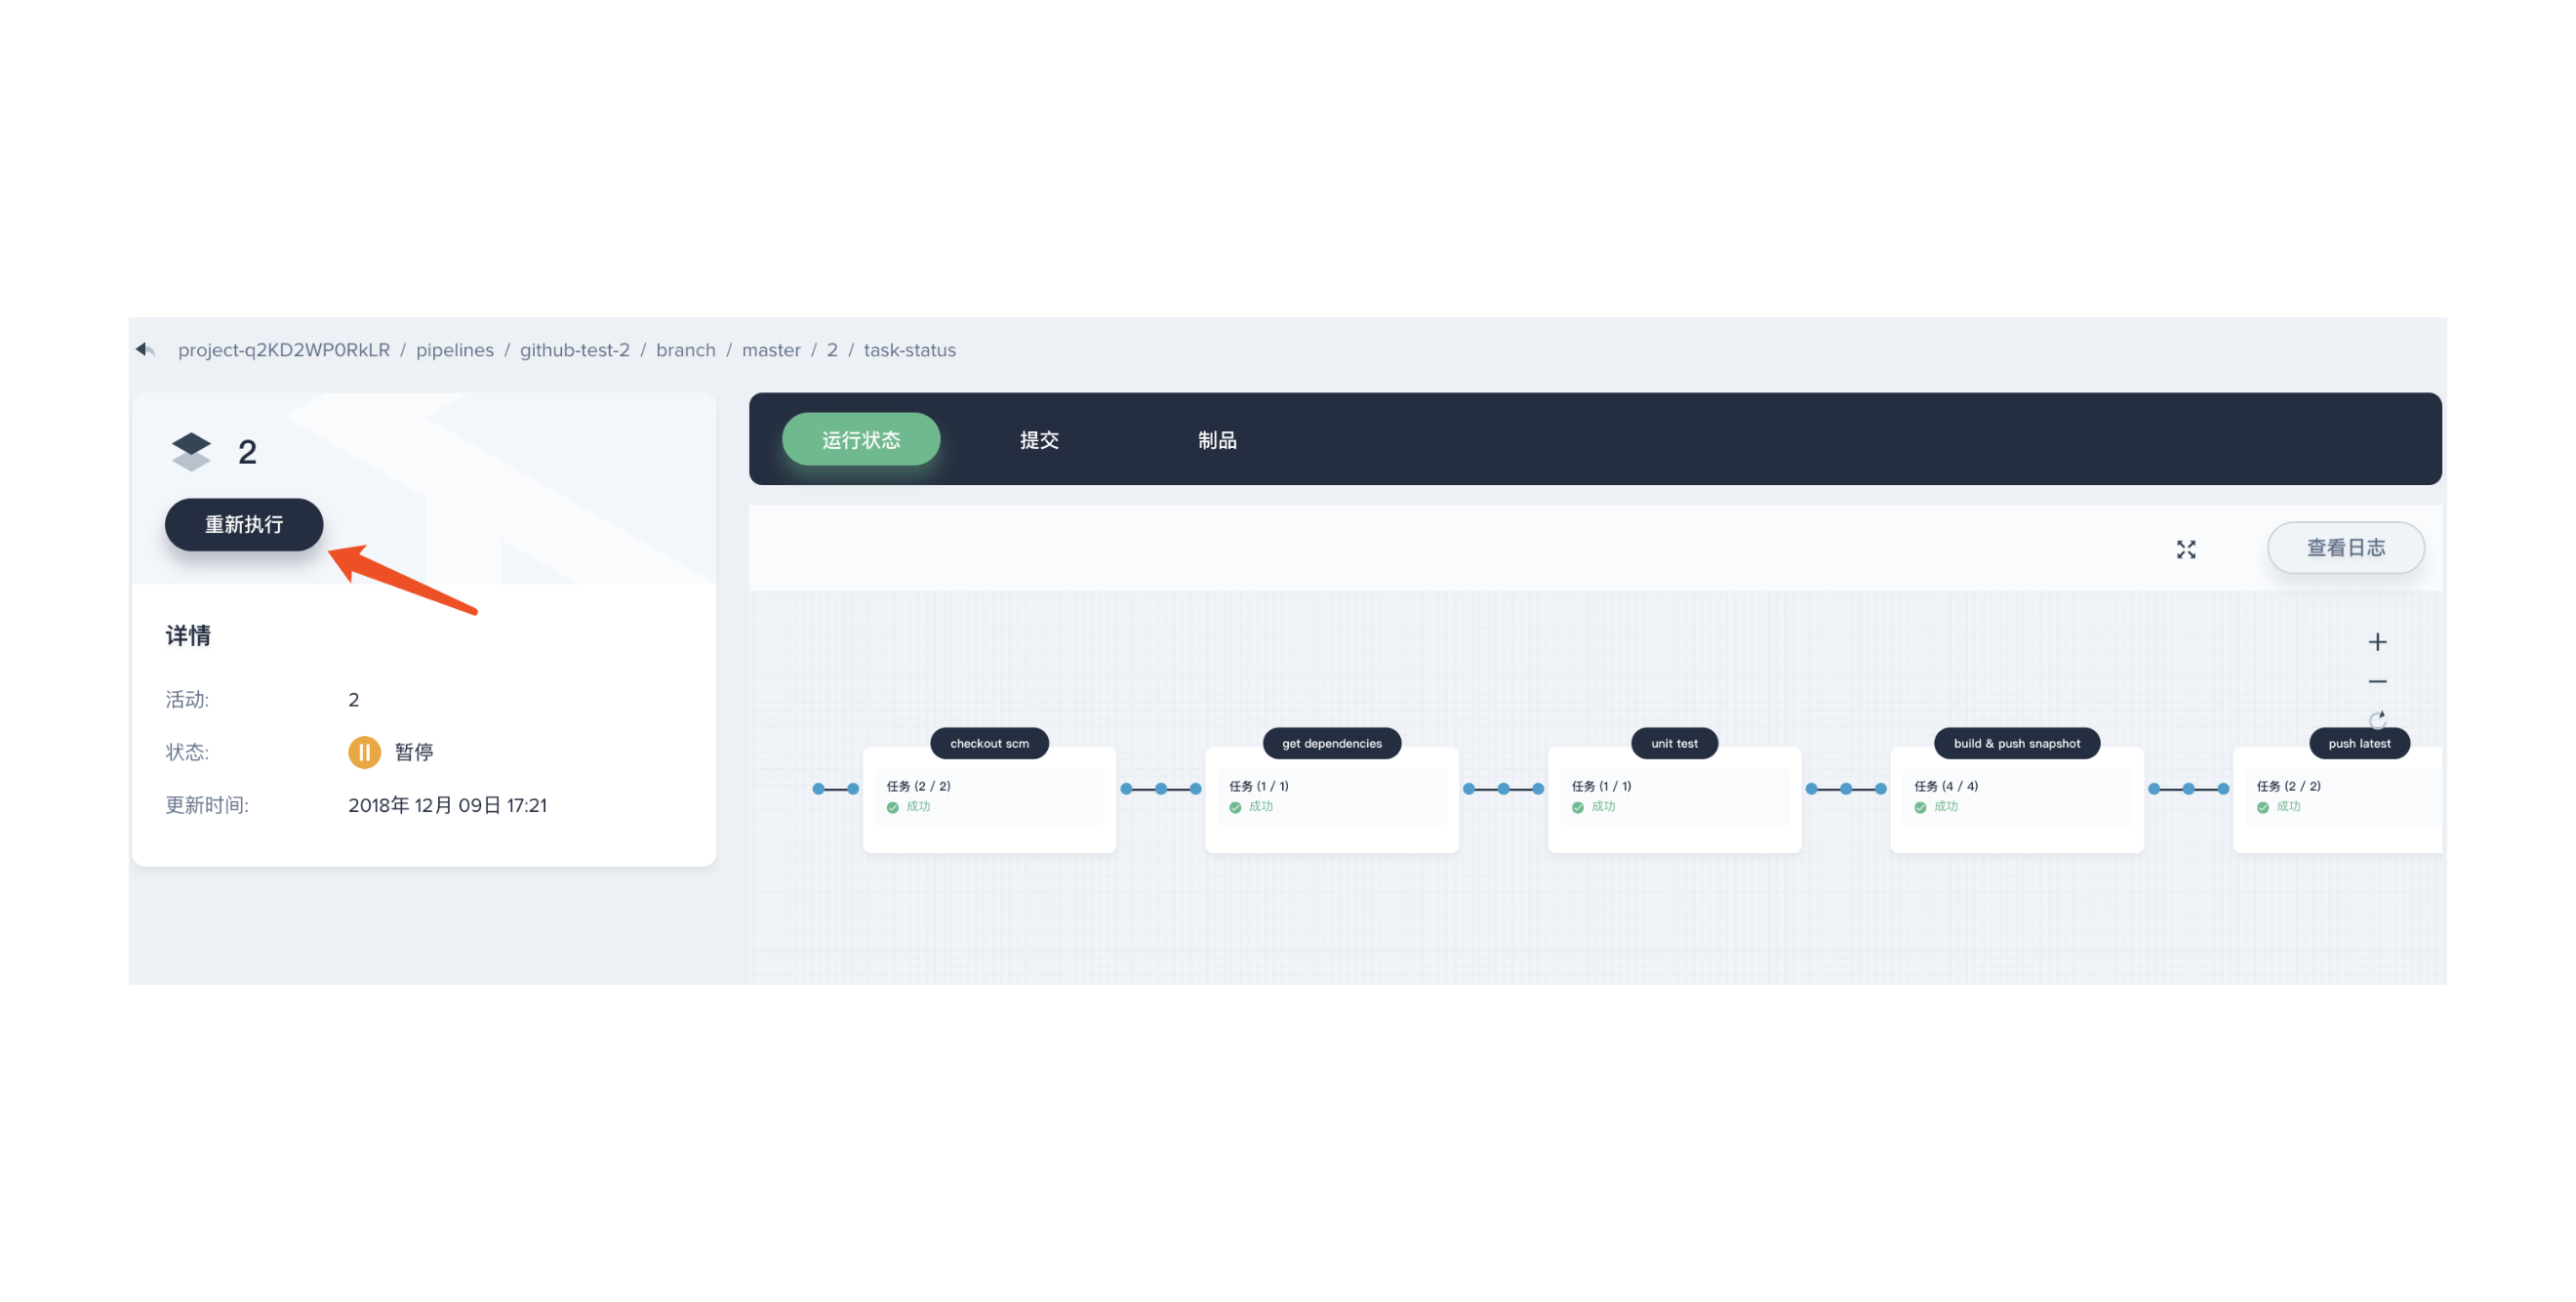 project-q2KD2WP0RkLR / pipelines / github-test-2 / branch / master / 2 / task-status
2
重新执行
详情
活动: 2
状态: 暂停
更新时间: 2018年 12月 09日 17:21
运行状态 提交 制品
查看日志
checkout scm
任务 (2 / 2)
成功
get dependencies
任务 (1 / 1)
成功
unit test
任务 (1 / 1)
成功
build & push snapshot
任务 (4 / 4)
成功
push latest
任务 (2 / 2)
成功